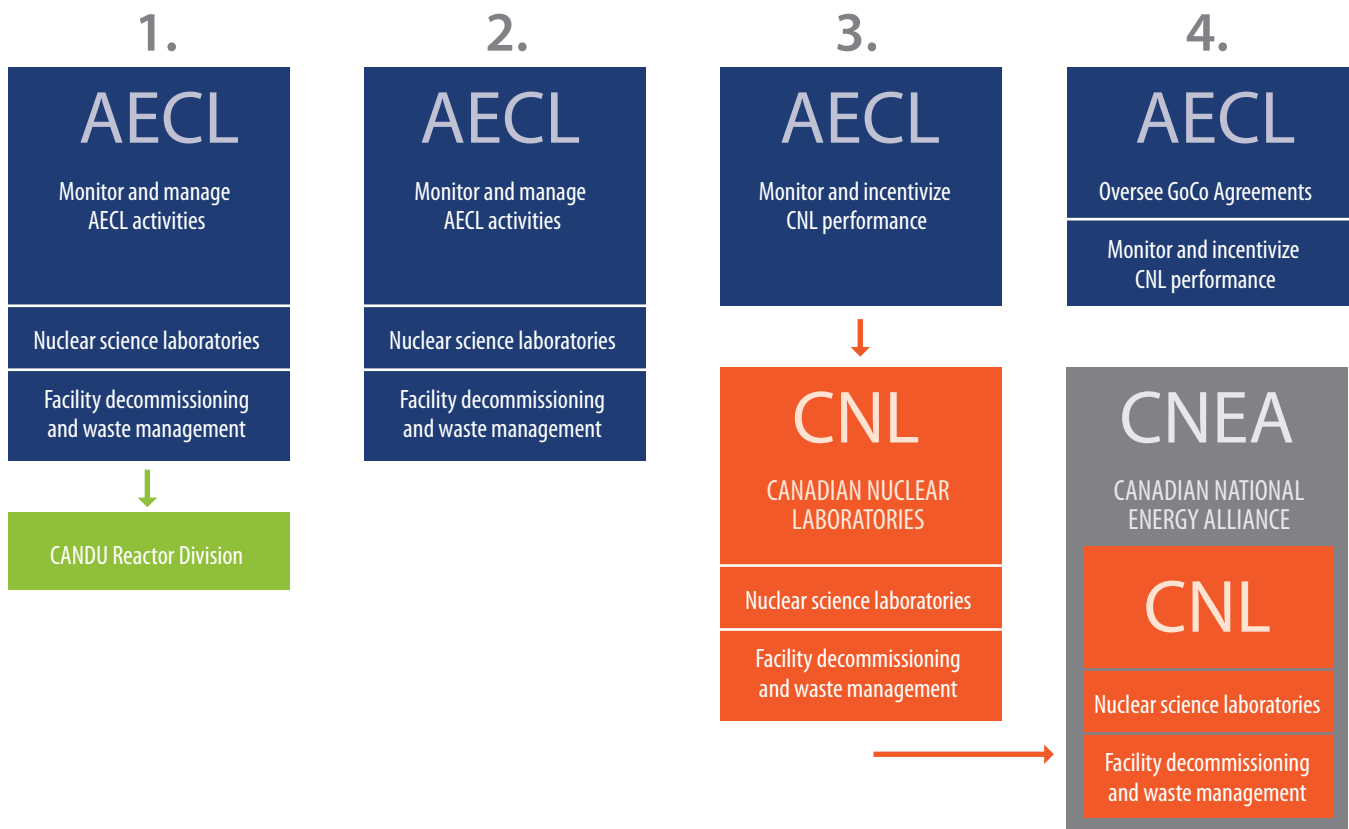 1.
AECL
Monitor and manage
AECL activities
Nuclear science laboratories
Facility decommissioning
and waste management
CANDU Reactor Division
2.
AECL
Monitor and manage
AECL activities
Nuclear science laboratories
Facility decommissioning
and waste management
3.
AECL
Monitor and incentivize
CNL performance
CNL
CANADIAN NUCLEAR
LABORATORIES
Nuclear science laboratories
Facility decommissioning
and waste management
4.
AECL
Oversee GoCo Agreements
Monitor and incentivize
CNL performance
CNEA
CANADIAN NATIONAL
ENERGY ALLIANCE
CNL
Nuclear science laboratories
Facility decommissioning
and waste management